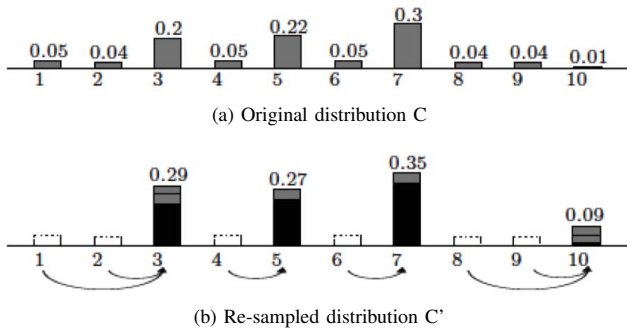 0.05 0.04 0.2 0.05 0.22 0.05 0.3 0.04 0.04 0.01
1 2 3 4 5 6 7 8 9 10
(a) Original distribution C
0.29 0.27 0.35 0.09
1 2 3 4 5 6 7 8 9 10
(b) Re-sampled distribution C’